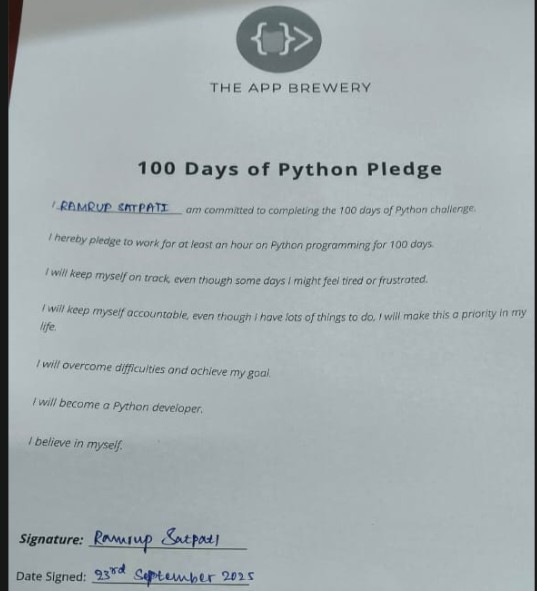 { }>
THE APP BREWERY
100 Days of Python Pledge
I RAMRUP SATPATI am committed to completing the 100 days of Python challenge.
I hereby pledge to work for at least an hour on Python programming for 100 days.
I will keep myself on track, even though some days I might feel tired or frustrated.
I will keep myself accountable, even though I have lots of things to do, I will make this a priority in my
life.
I will overcome difficulties and achieve my goal.
I will become a Python developer.
I believe in myself.
Signature: Ramrup Satpati
Date Signed: 23rd September 2025